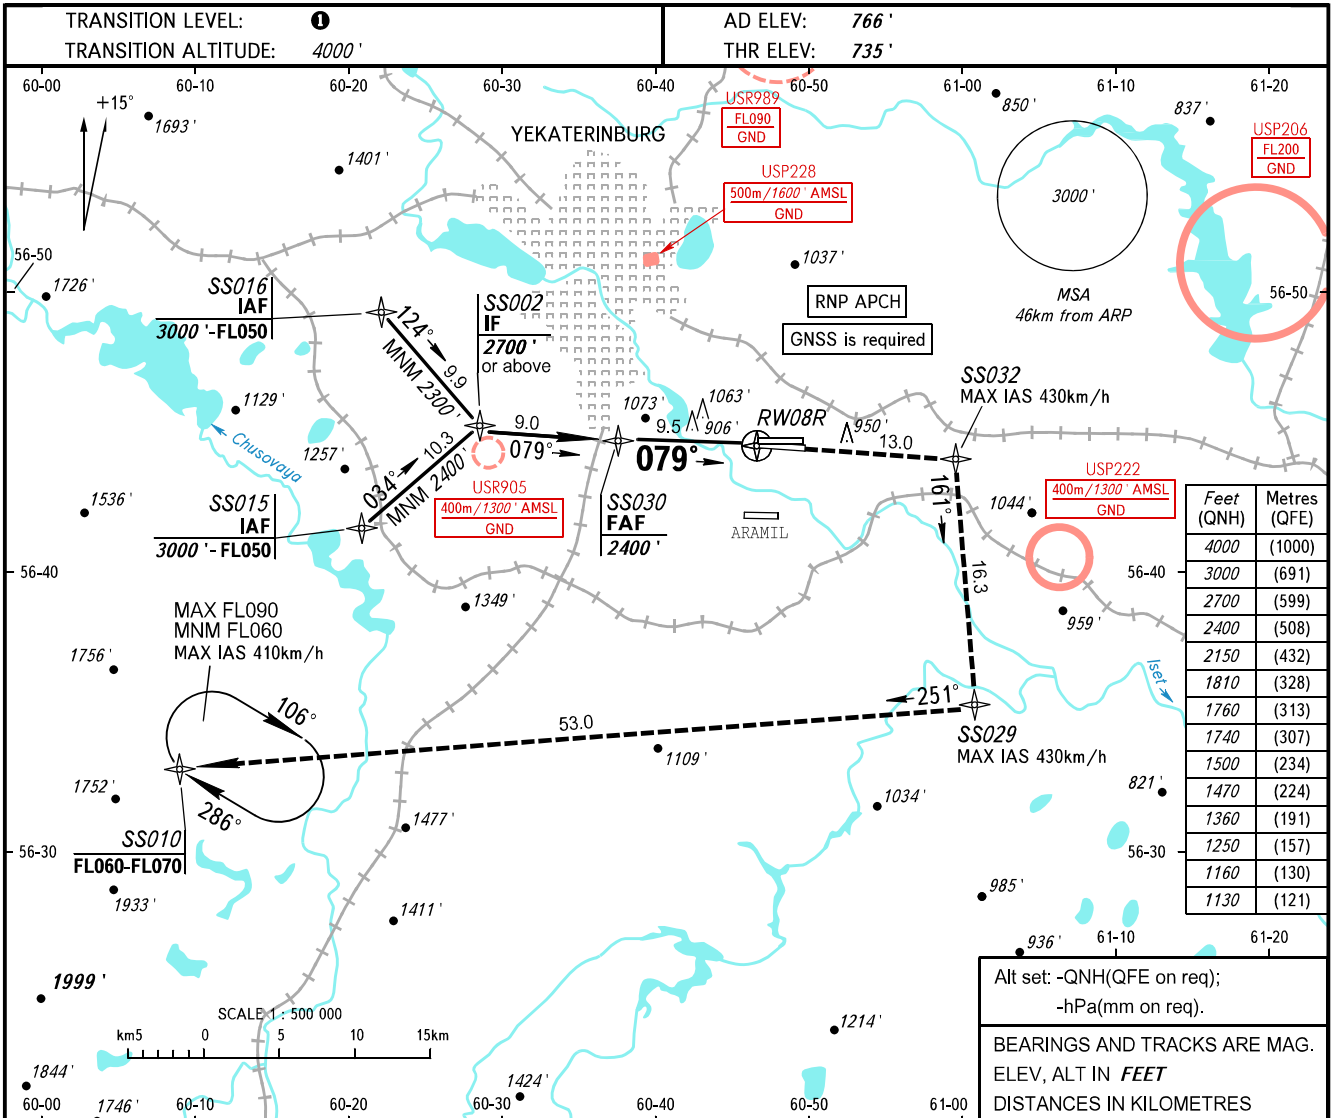 TRANSITION LEVEL: 1
TRANSITION ALTITUDE: 4000 '
AD ELEV: 766 '
THR ELEV: 735 '
60-00 60-10 60-20 60-30 60-40 60-50 61-00 61-10 61-20
+15°
1693 '
1401 '
YEKATERINBURG
USR989
FL090
GND
850 '
837 '
USP206
FL200
GND
USP228
500m/1600 ' AMSL
GND
3000 '
MSA
46km from ARP
56-50
56-50
1726 '
1037 '
RNP APCH
GNSS is required
SS016
IAF
3000 '-FL050
124°
9.9
MNM 2300 '
SS002
IF
2700 '
or above
1129 '
Chusovaya
1257 '
034°
10.3
MNM 2400 '
9.0
079°
1073 '
1063 '
906 '
9.5
079°
RW08R
950 '
13.0
SS032
MAX IAS 430km/h
161°
16.3
USR905
400m/1300 ' AMSL
GND
SS030
FAF
2400 '
ARAMIL
USP222
400m/1300 ' AMSL
GND
1044 '
1536 '
SS015
IAF
3000 '-FL050
56-40
56-40
959 '
1349 '
Iset
MAX FL090
MNM FL060
MAX IAS 410km/h
1756 '
106°
286°
251°
53.0
SS029
MAX IAS 430km/h
1109 '
1034 '
821 '
1752 '
SS010
FL060-FL070
1477 '
56-30
56-30
1933 '
1411 '
985 '
936 '
1999 '
1214 '
1424 '
1844 '
1746 '
Feet (QNH) Metres (QFE)
4000 (1000)
3000 (691)
2700 (599)
2400 (508)
2150 (432)
1810 (328)
1760 (313)
1740 (307)
1500 (234)
1470 (224)
1360 (191)
1250 (157)
1160 (130)
1130 (121)
61-10 61-20
SCALE 1 : 500 000
km5 0 5 10 15km
Alt set: -QNH(QFE on req);
-hPa(mm on req).
BEARINGS AND TRACKS ARE MAG.
ELEV, ALT IN FEET
DISTANCES IN KILOMETRES
60-00 60-10 60-20 60-30 60-40 60-50 61-00